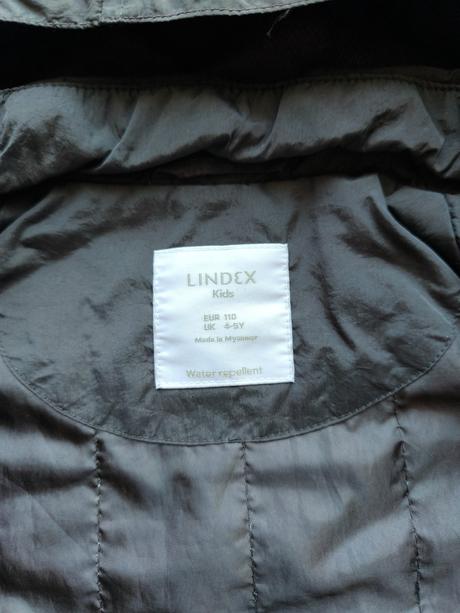 LINDEX
Kids
EUR 110
UK 4-5Y
Made in Myanmar
Water repellent